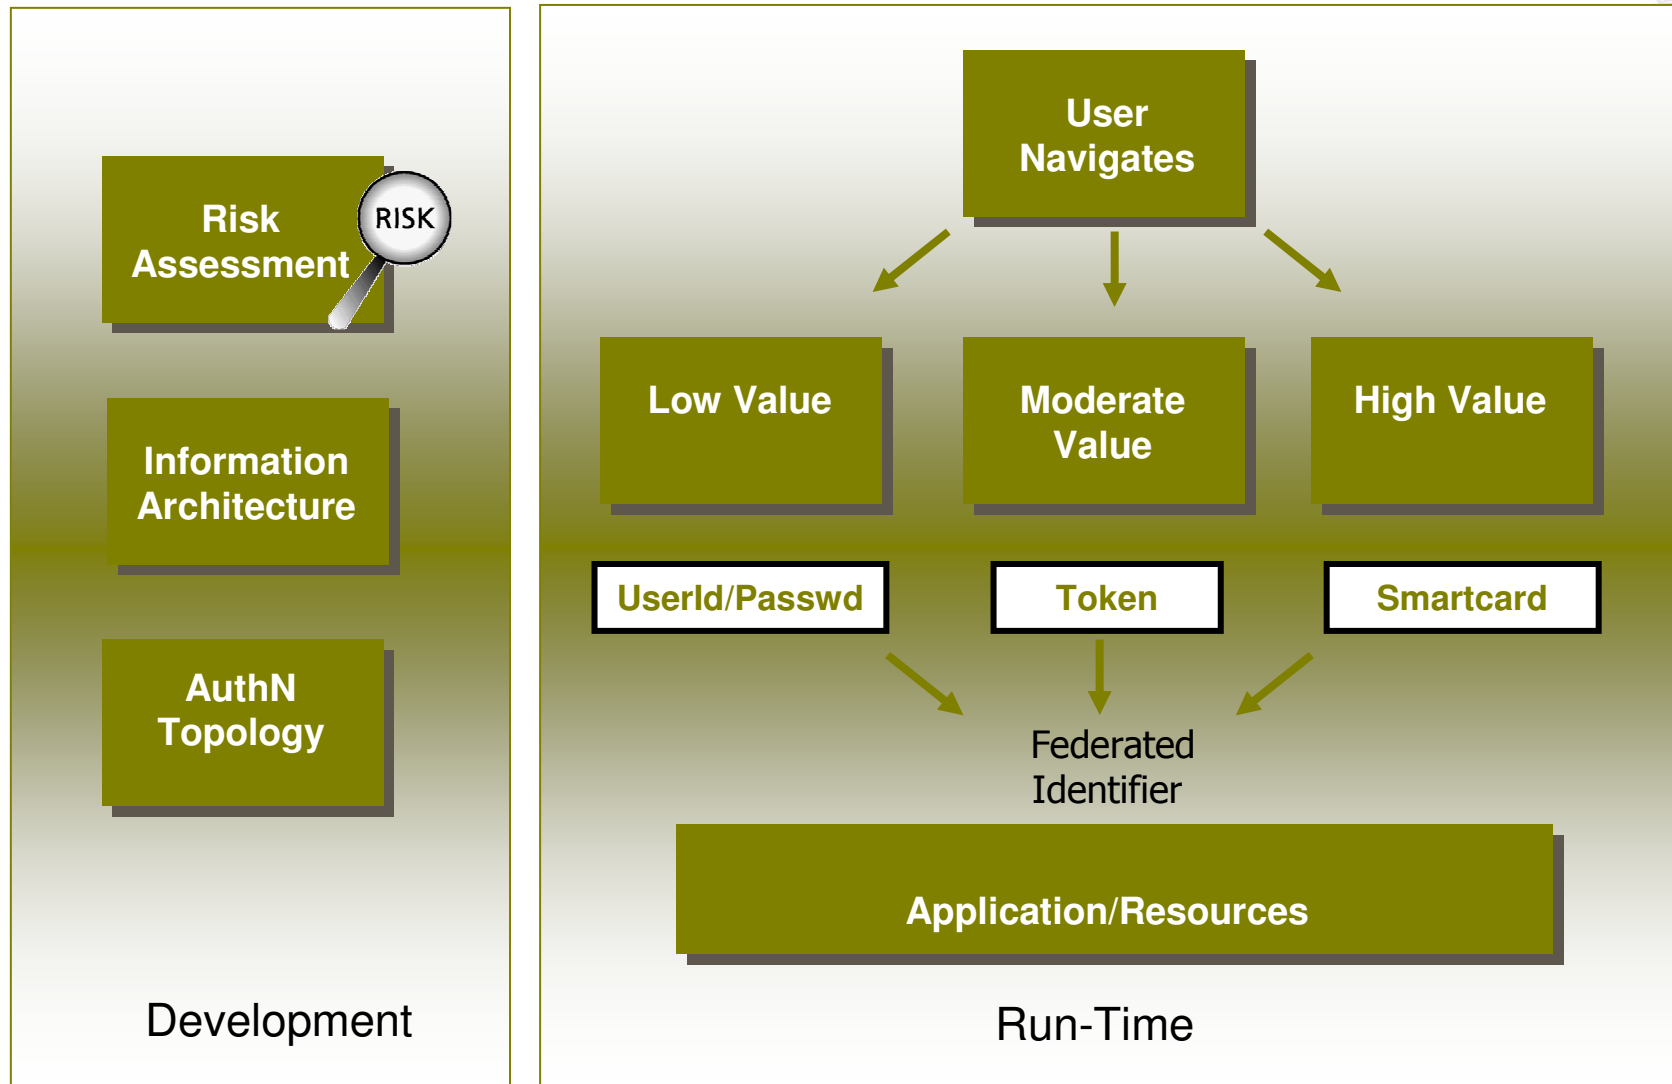 Risk
Assessment
RISK
Information
Architecture
AuthN
Topology
Development
User
Navigates
Low Value
Moderate
Value
High Value
UserId/Passwd
Token
Smartcard
Federated
Identifier
Application/Resources
Run-Time